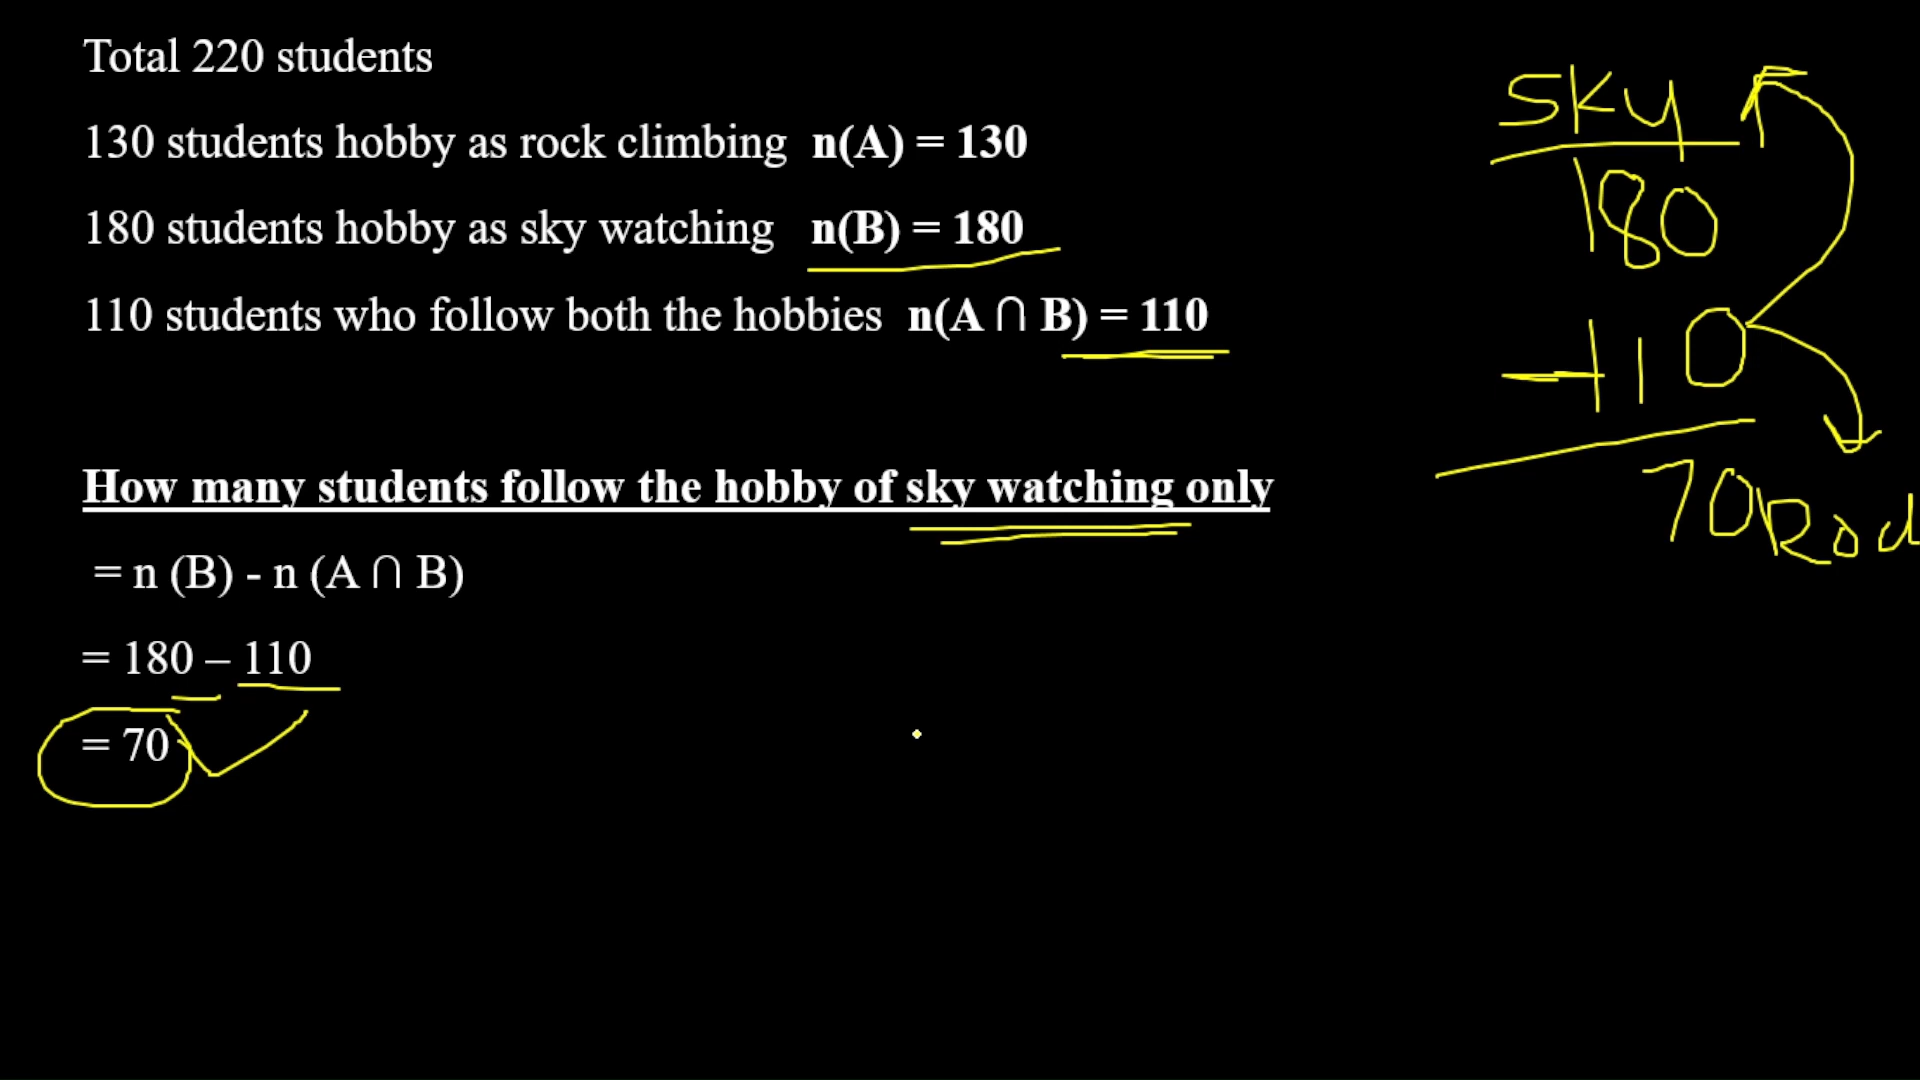 Total 220 students
130 students hobby as rock climbing n(A) = 130
180 students hobby as sky watching n(B) = 180
110 students who follow both the hobbies n(A ∩ B) = 110
How many students follow the hobby of sky watching only
= n (B) - n (A ∩ B)
= 180 – 110
= 70
sky
180
-110
70